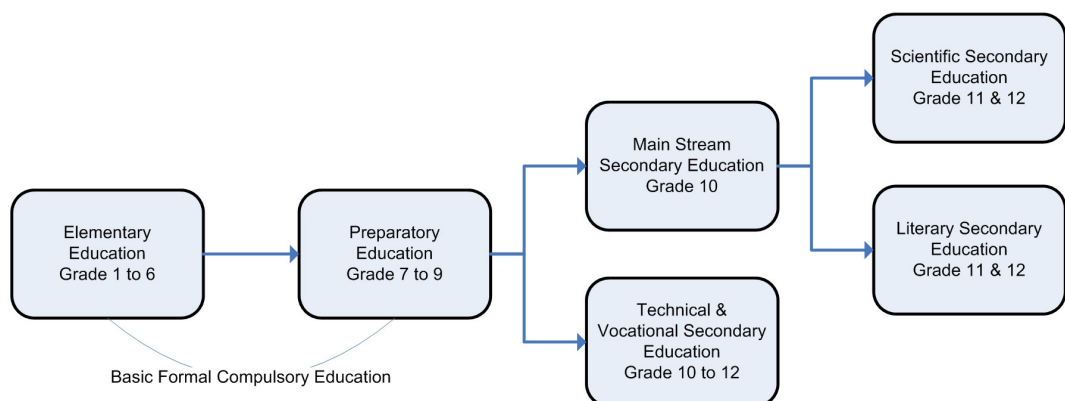 Elementary
Education
Grade 1 to 6
Preparatory
Education
Grade 7 to 9
Basic Formal Compulsory Education
Main Stream
Secondary Education
Grade 10
Technical &
Vocational Secondary
Education
Grade 10 to 12
Scientific Secondary
Education
Grade 11 & 12
Literary Secondary
Education
Grade 11 & 12